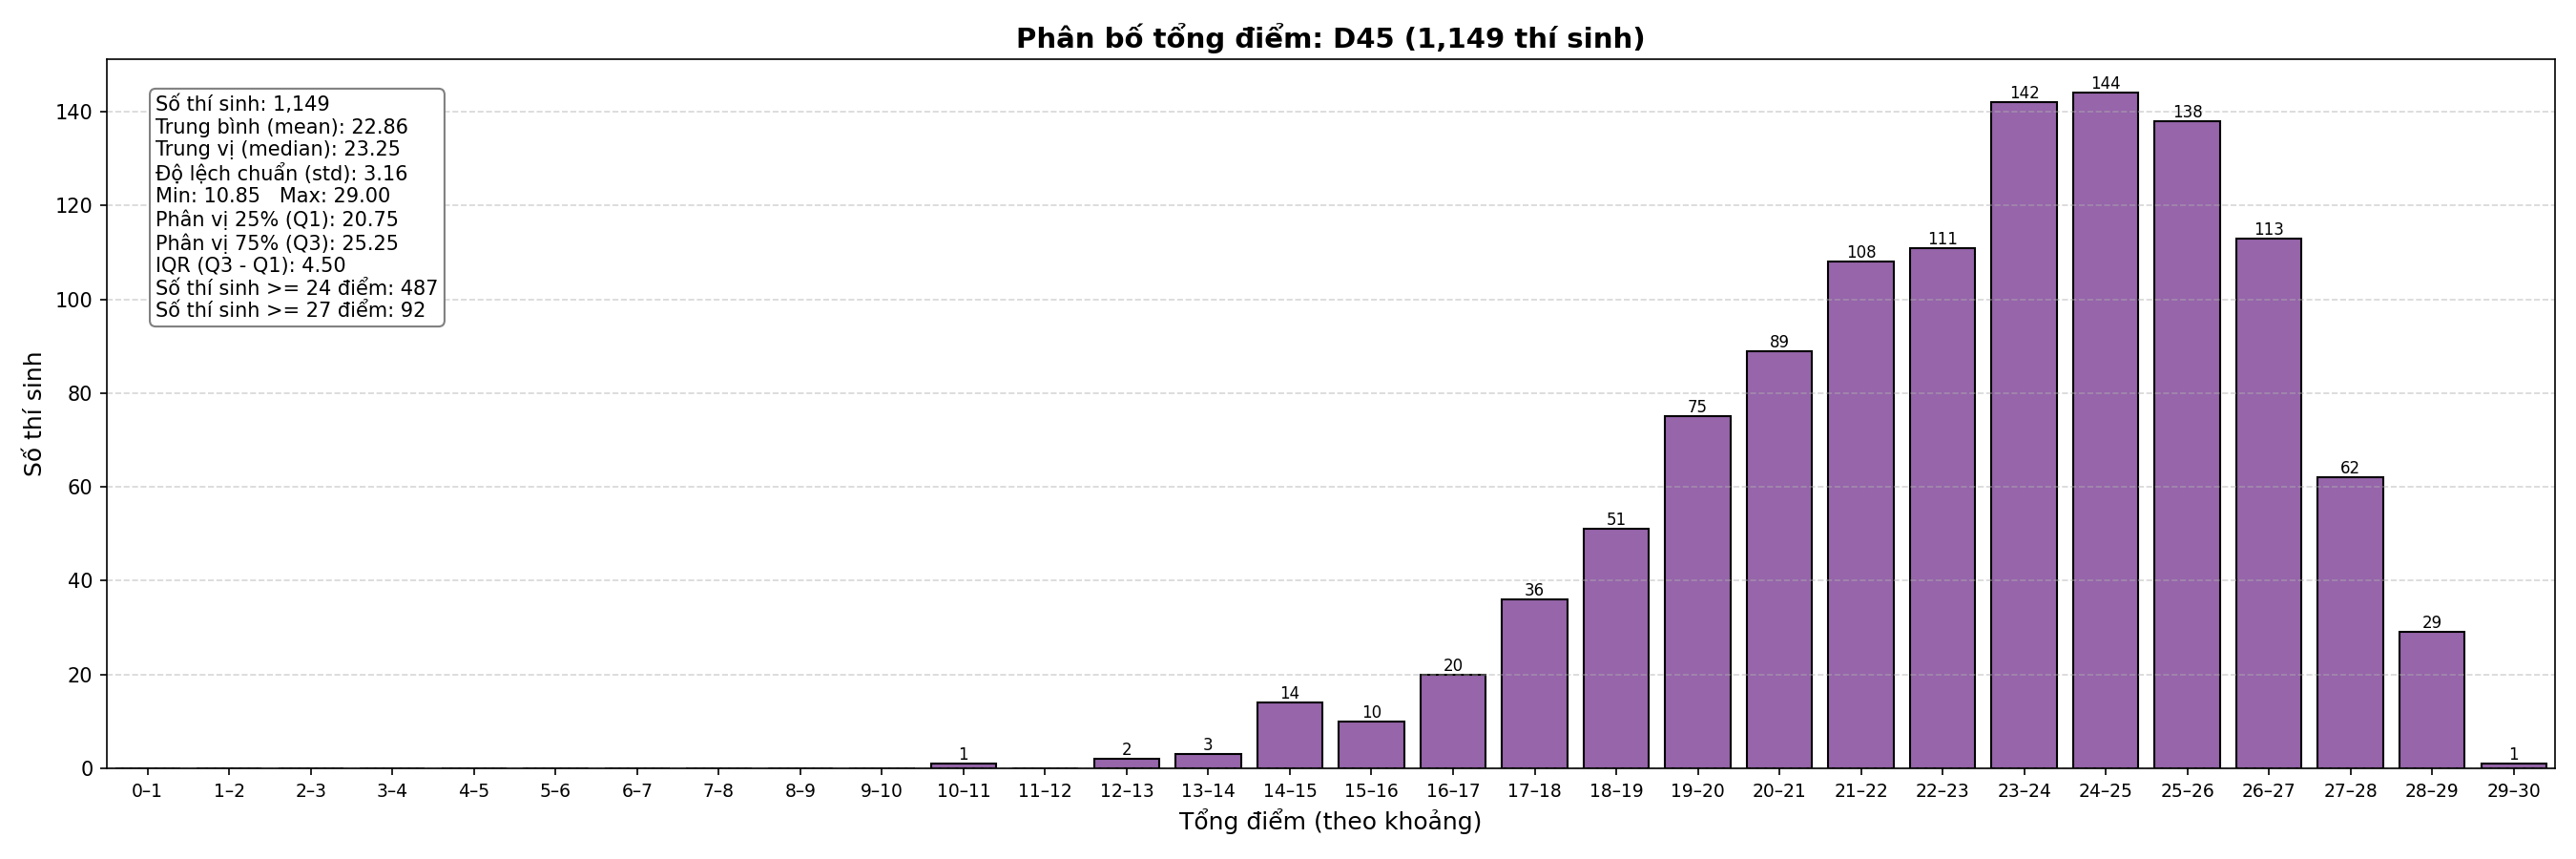 Phân bố tổng điểm: D45 (1,149 thí sinh)
Số thí sinh: 1,149
Trung bình (mean): 22.86
Trung vị (median): 23.25
Độ lệch chuẩn (std): 3.16
Min: 10.85   Max: 29.00
Phân vị 25% (Q1): 20.75
Phân vị 75% (Q3): 25.25
IQR (Q3 - Q1): 4.50
Số thí sinh >= 24 điểm: 487
Số thí sinh >= 27 điểm: 92
Số thí sinh
140
120
100
80
60
40
20
0
1 2 3 14 10 20 36 51 75 89 108 111 142 144 138 113 62 29 1
0–1 1–2 2–3 3–4 4–5 5–6 6–7 7–8 8–9 9–10 10–11 11–12 12–13 13–14 14–15 15–16 16–17 17–18 18–19 19–20 20–21 21–22 22–23 23–24 24–25 25–26 26–27 27–28 28–29 29–30
Tổng điểm (theo khoảng)